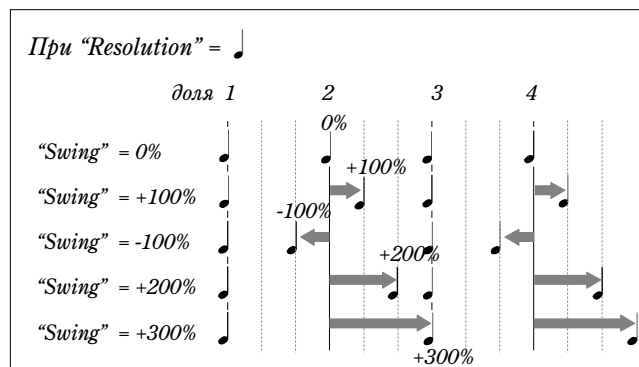 При “Resolution” =
доля 1 2 3 4
0%
“Swing” = 0%
+100%
“Swing” = +100%
-100%
“Swing” = -100%
+200%
“Swing” = +200%
“Swing” = +300%
+300%